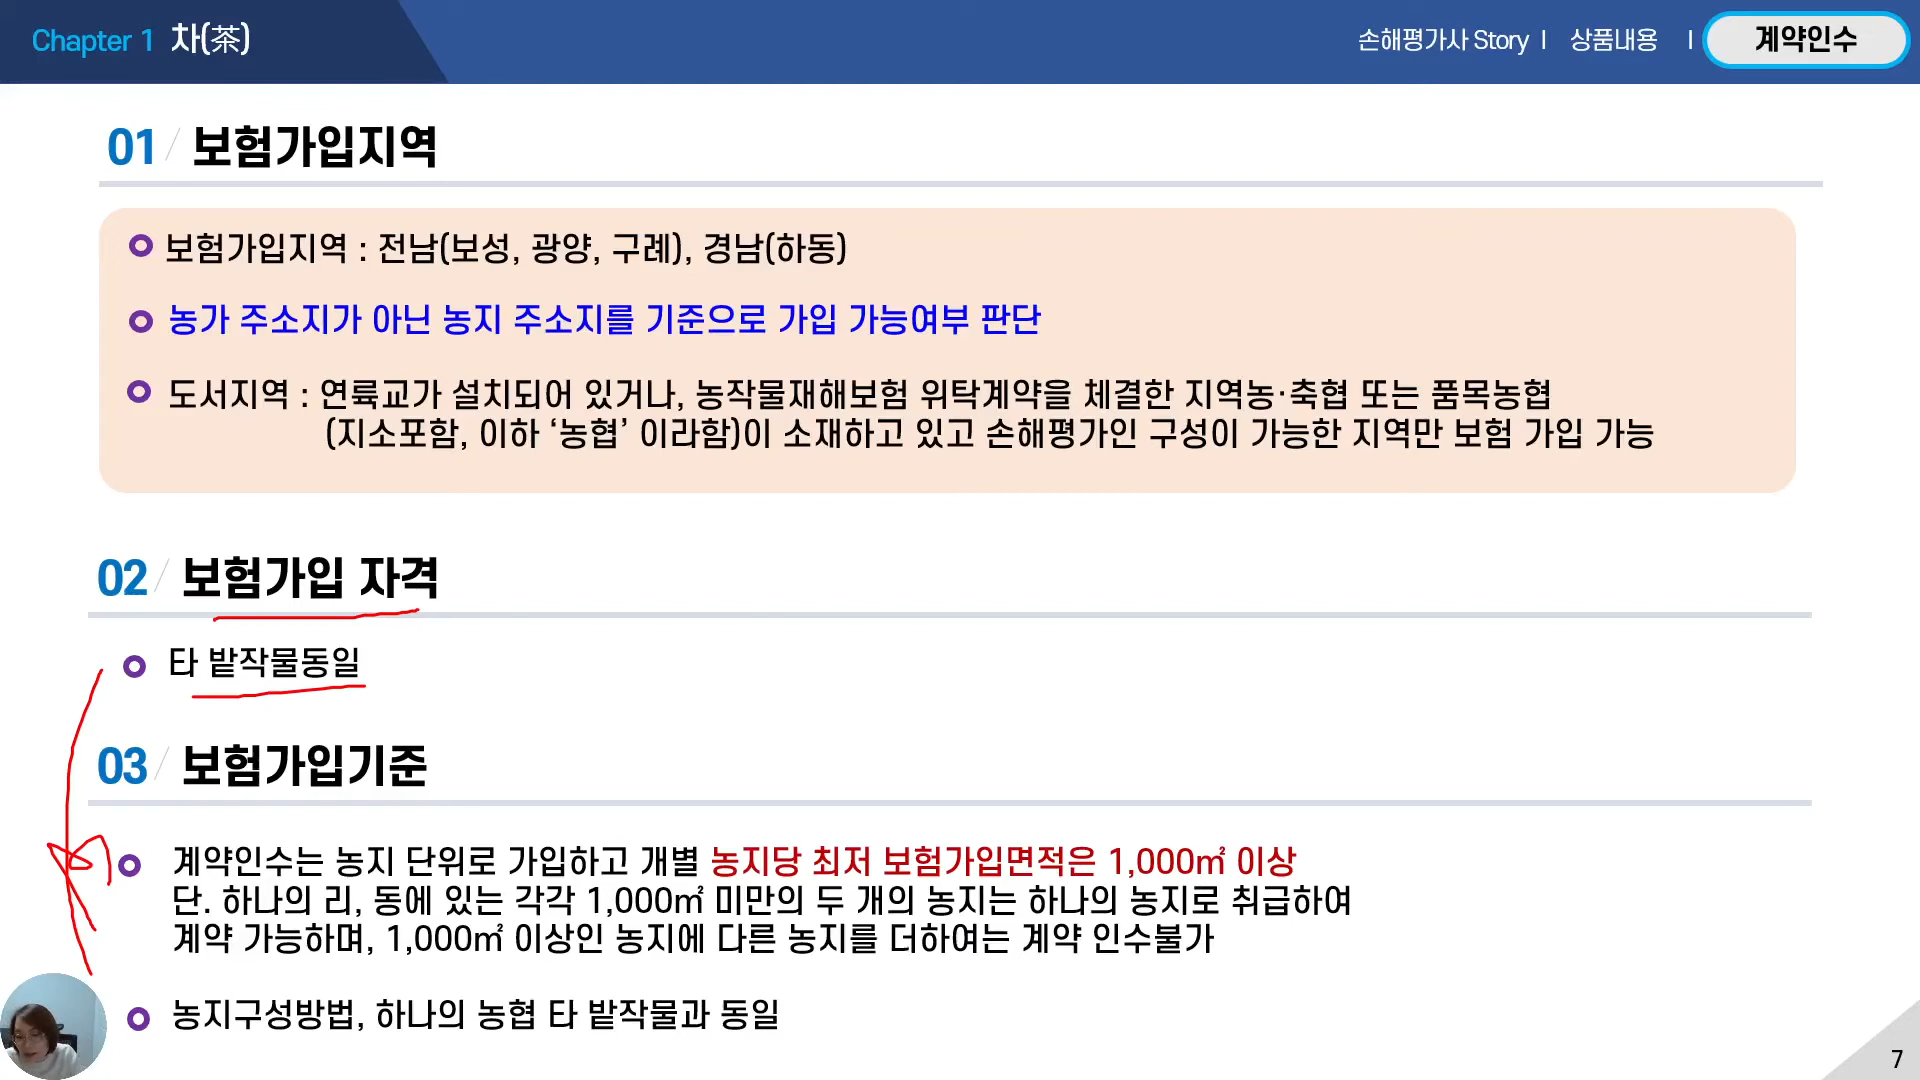 Chapter 1 차(茶)
손해평가사 Story | 상품내용 | 계약인수
01 / 보험가입지역
보험가입지역 : 전남(보성, 광양, 구례), 경남(하동)
농가 주소지가 아닌 농지 주소지를 기준으로 가입 가능여부 판단
도서지역 : 연륙교가 설치되어 있거나, 농작물재해보험 위탁계약을 체결한 지역농·축협 또는 품목농협
(지소포함, 이하 ‘농협’ 이라함)이 소재하고 있고 손해평가인 구성이 가능한 지역만 보험 가입 가능
02 / 보험가입 자격
타 밭작물동일
03 / 보험가입기준
계약인수는 농지 단위로 가입하고 개별 농지당 최저 보험가입면적은 1,000㎡ 이상
단. 하나의 리, 동에 있는 각각 1,000㎡ 미만의 두 개의 농지는 하나의 농지로 취급하여
계약 가능하며, 1,000㎡ 이상인 농지에 다른 농지를 더하여는 계약 인수불가
농지구성방법, 하나의 농협 타 밭작물과 동일
7